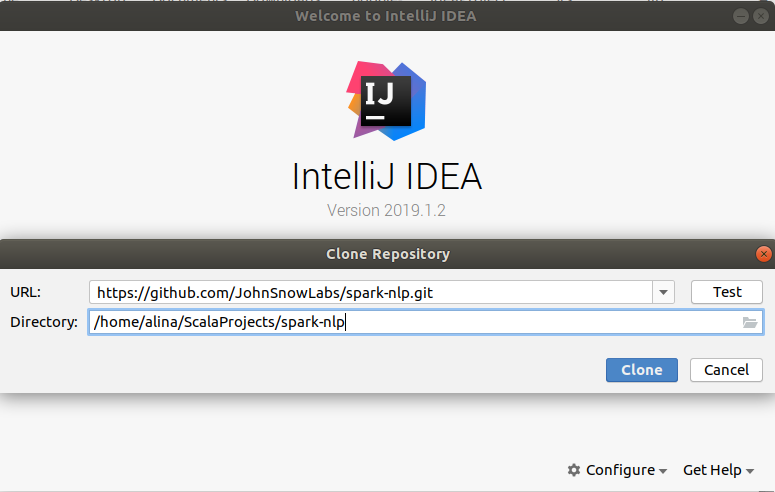 Welcome to IntelliJ IDEA
IJ
IntelliJ IDEA
Version 2019.1.2
Clone Repository
URL: https://github.com/JohnSnowLabs/spark-nlp.git Test
Directory: /home/alina/ScalaProjects/spark-nlp
Clone Cancel
Configure Get Help